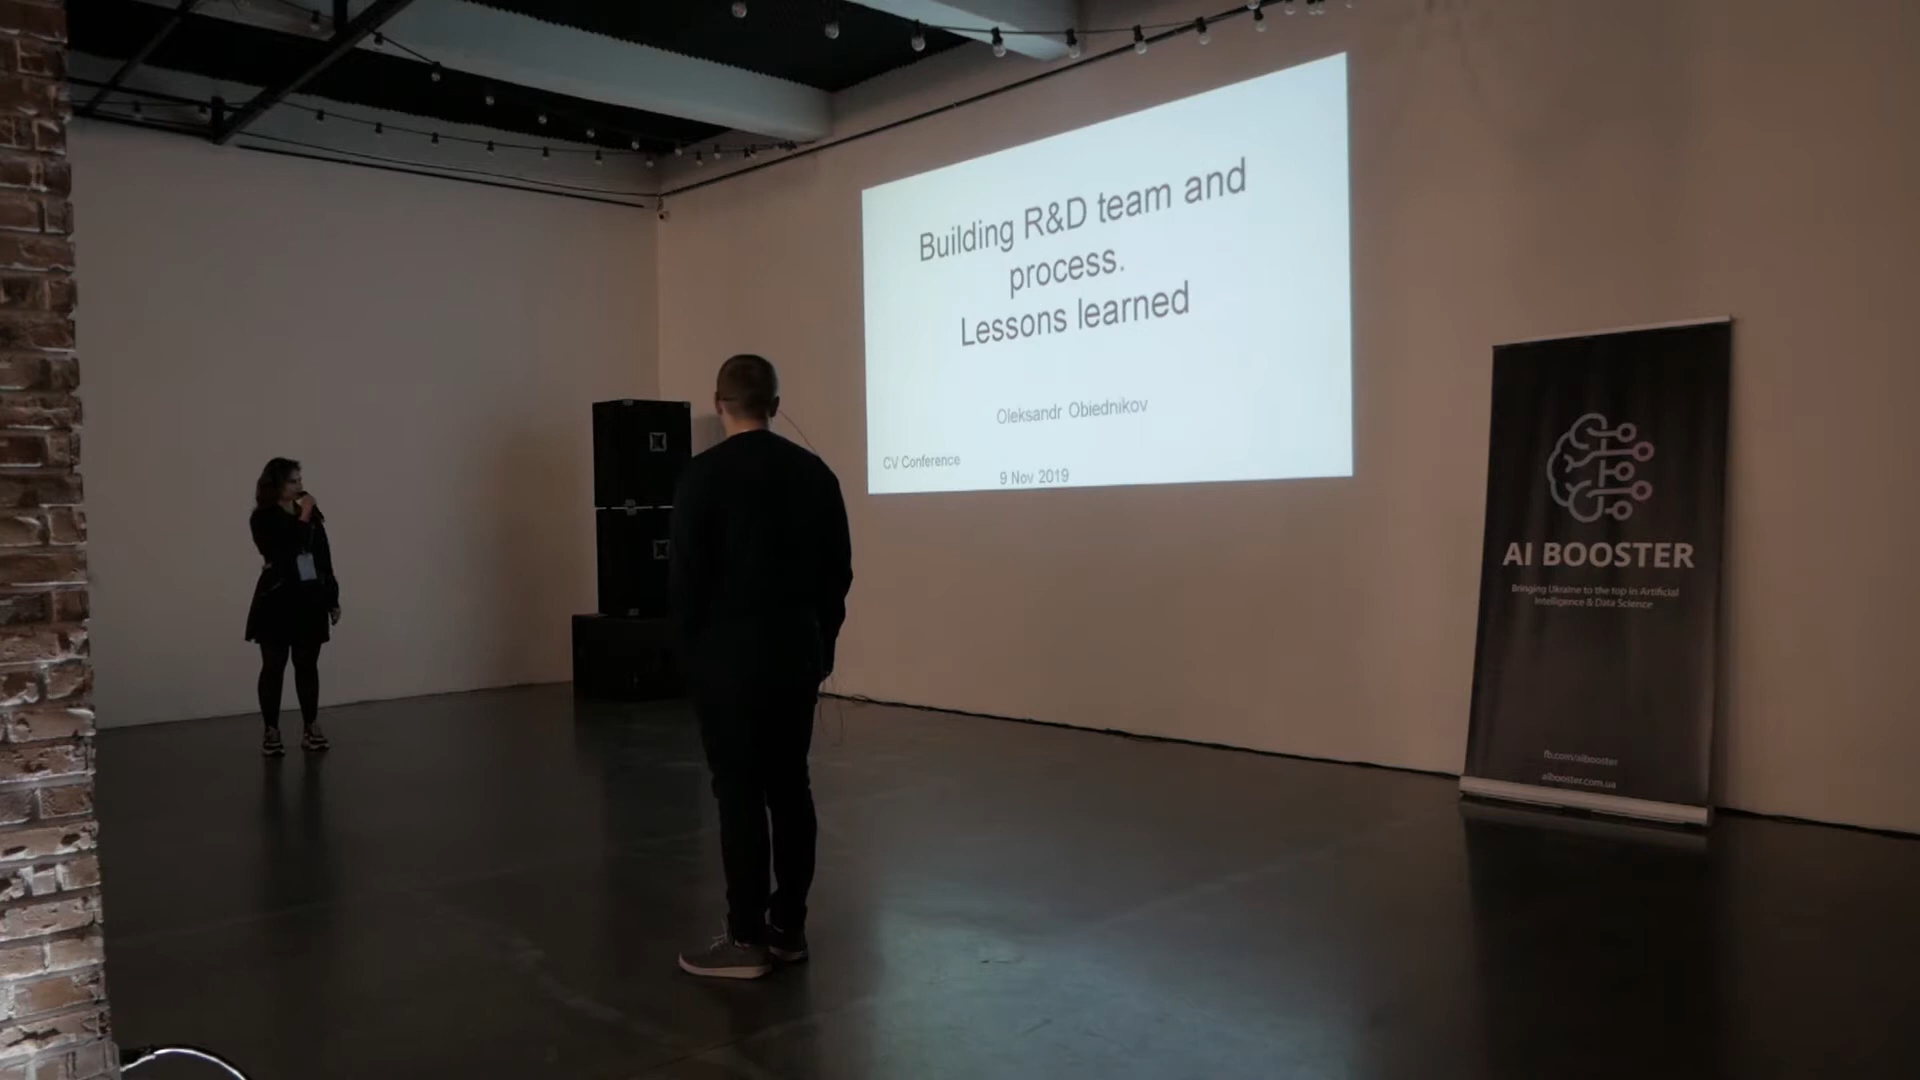 Building R&D team and
process.
Lessons learned
Oleksandr Obiednikov
CV Conference
9 Nov 2019
AI BOOSTER
Bringing Ukraine to the top in Artificial
Intelligence & Data Science
fb.com/aibooster
aibooster.com.ua